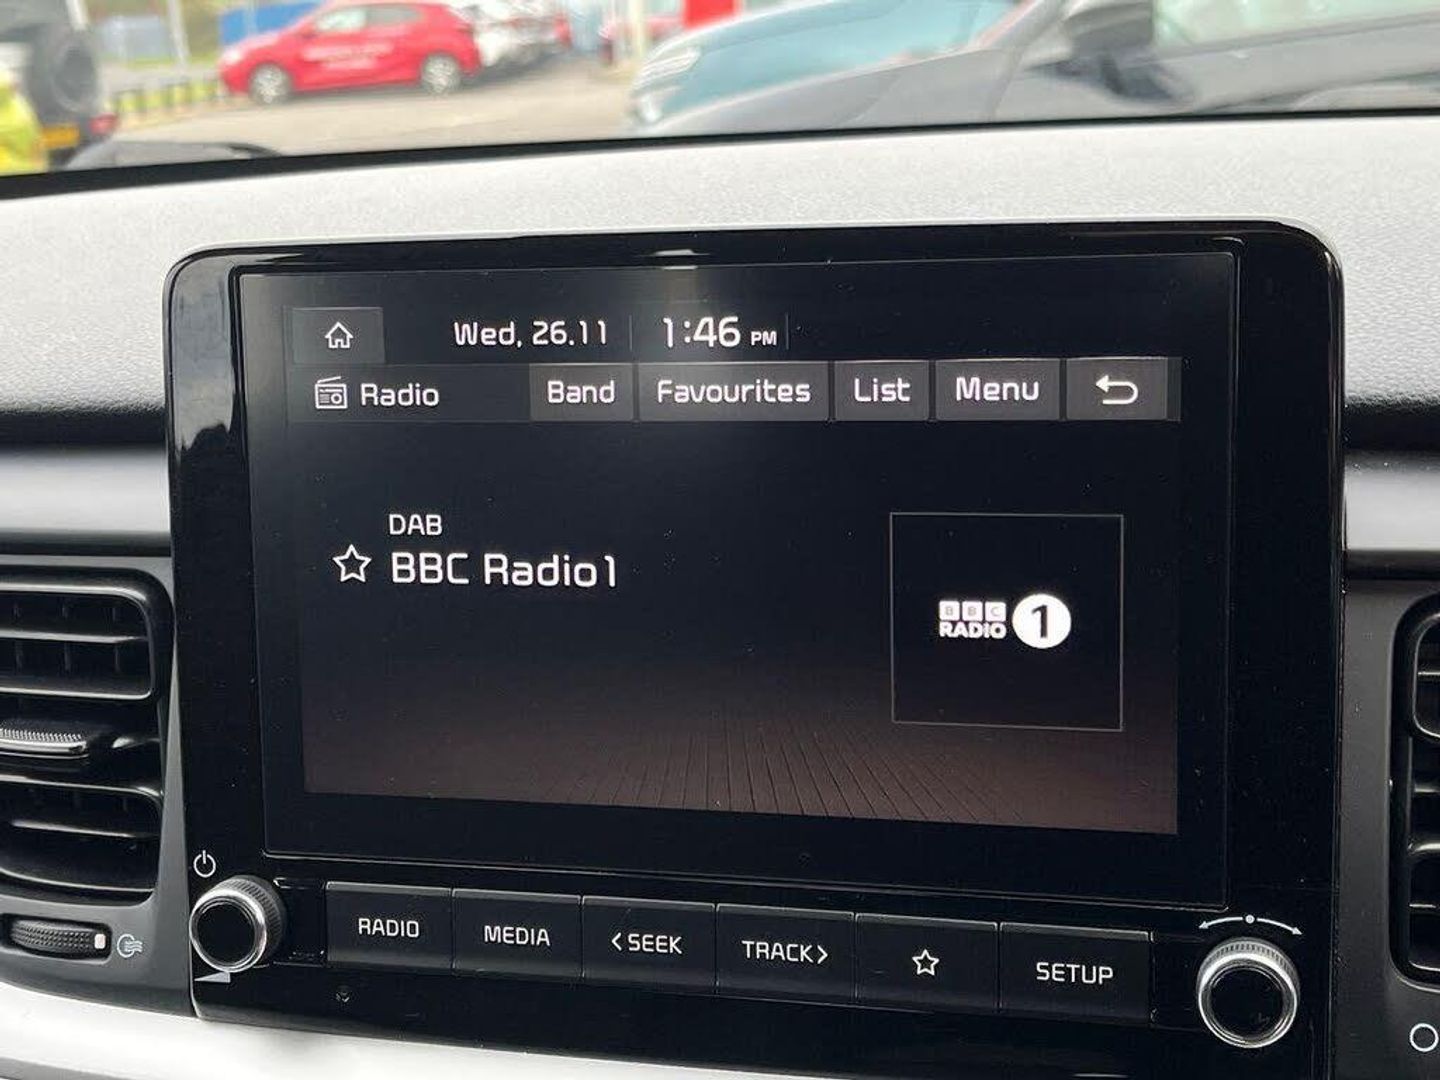 Wed, 26.11 1:46 PM
Radio Band Favourites List Menu
DAB
BBC Radio1
BBC
RADIO 1
RADIO MEDIA <SEEK TRACK> SETUP